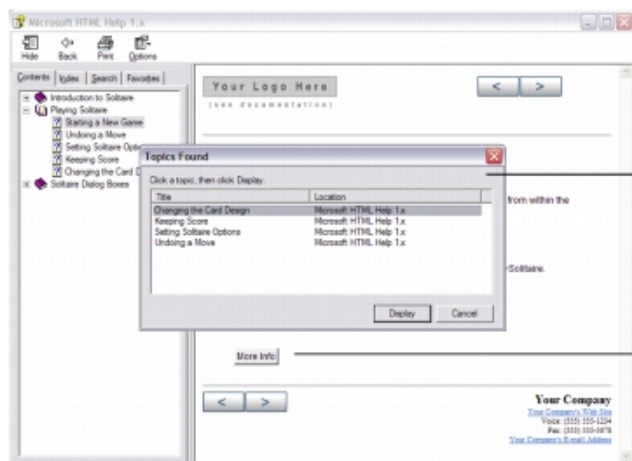 Microsoft HTML Help 1.x
Hide Back Print Options
Contents Index Search Favorites
Introduction to Solitaire
Playing Solitaire
Starting a New Game
Undoing a Move
Setting Solitaire Optio
Keeping Score
Changing the Card D
Solitaire Dialog Boxes
Your Logo Here
(see documentation)
< >
Topics Found
Click a topic, then click Display.
Title Location
Changing the Card Design Microsoft HTML Help 1.x
Keeping Score Microsoft HTML Help 1.x
Setting Solitaire Options Microsoft HTML Help 1.x
Undoing a Move Microsoft HTML Help 1.x
Display Cancel
from within the
Solitaire.
More Info
< >
Your Company
Your Company's Web Site
Voice: (555) 555-1234
Fax: (555) 555-5678
Your Company's E-mail Address